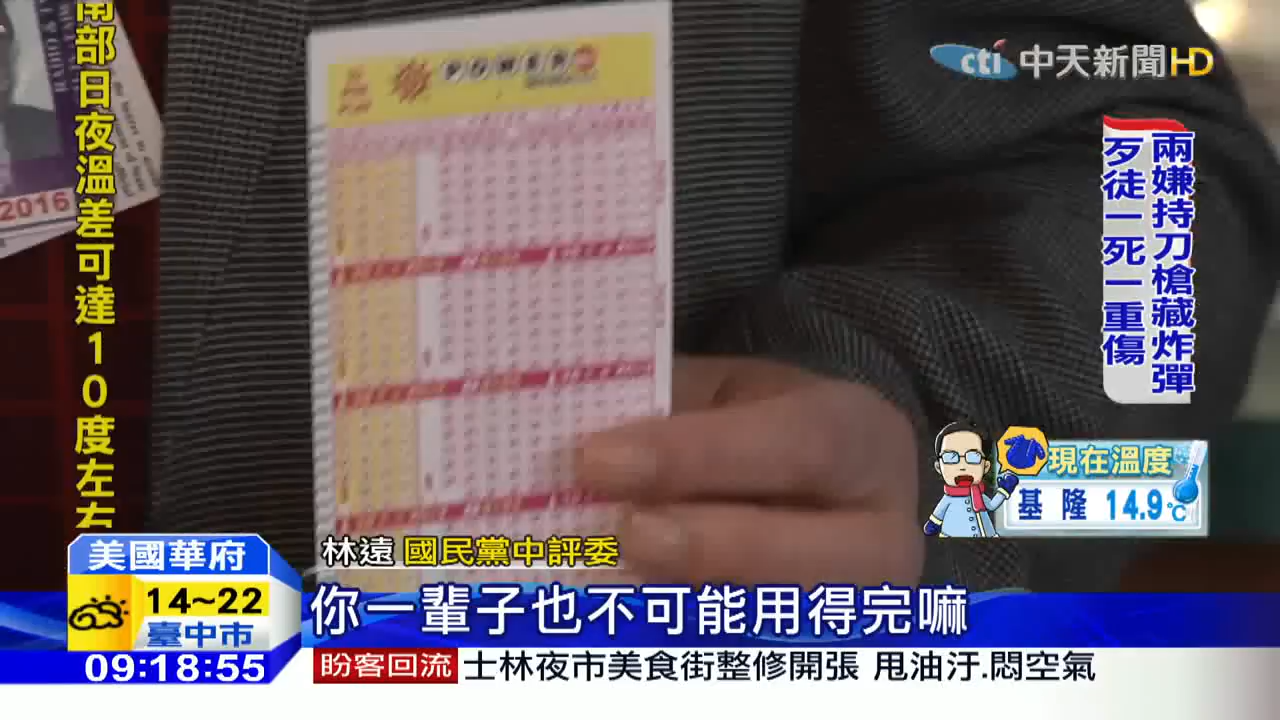 南部日夜溫差可達10度左右
2016
POWER
cti 中天新聞HD
兩嫌持刀槍藏炸彈
歹徒一死一重傷
現在溫度
基隆 14.9℃
美國華府
14~22
臺中市
09:18:55
林遠 國民黨中評委
你一輩子也不可能用得完嘛
盼客回流 士林夜市美食街整修開張 甩油汙.悶空氣